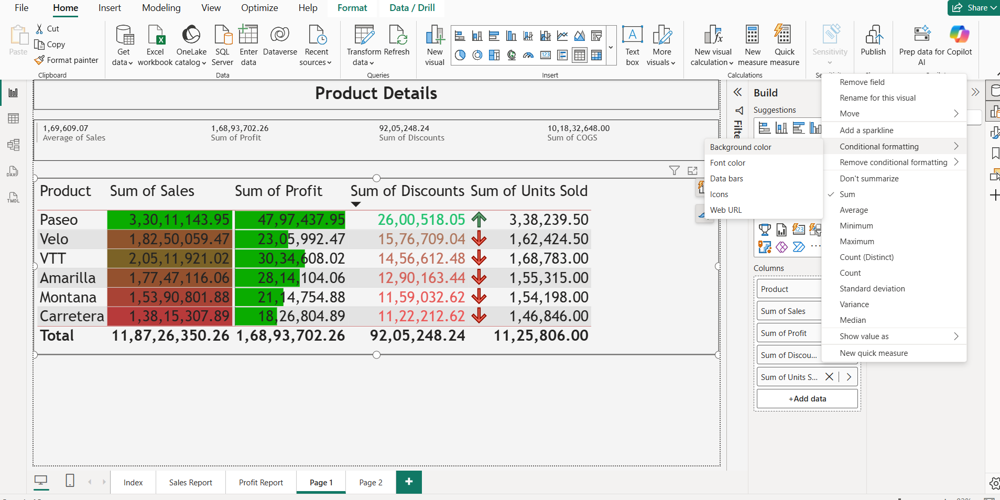 File Home Insert Modeling View Optimize Help Format Data / Drill Share
Paste
Cut
Copy
Format painter
Clipboard
Get data
Excel workbook
OneLake catalog
SQL Server
Enter data
Dataverse
Recent sources
Data
Transform data
Refresh
Queries
New visual
Text box
More visuals
Insert
New visual calculation
New measure
Quick measure
Calculations
Sensitivity
Publish
Prep data for AI
Copilot
Product Details
1,69,609.07 1,68,93,702.26 92,05,248.24 10,18,32,648.00
Average of Sales Sum of Profit Sum of Discounts Sum of COGS
Product Sum of Sales Sum of Profit Sum of Discounts Sum of Units Sold
Paseo 3,30,11,143.95 47,97,437.95 26,00,518.05 3,38,239.50
Velo 1,82,50,059.47 23,05,992.47 15,76,709.04 1,62,424.50
VTT 2,05,11,921.02 30,34,608.02 14,56,612.48 1,68,783.00
Amarilla 1,77,47,116.06 28,14,104.06 12,90,163.44 1,55,315.00
Montana 1,53,90,801.88 21,14,754.88 11,59,032.62 1,54,198.00
Carretera 1,38,15,307.89 18,26,804.89 11,22,212.62 1,46,846.00
Total 11,87,26,350.26 1,68,93,702.26 92,05,248.24 11,25,806.00
DAX
TMDL
Filte
Build
Suggestions
123
Columns
Product
Sum of Sales
Sum of Profit
Sum of Discou...
Sum of Units S...
+Add data
Background color
Font color
Data bars
Icons
Web URL
Remove field
Rename for this visual
Move
Add a sparkline
Conditional formatting
Remove conditional formatting
Don't summarize
Sum
Average
Minimum
Maximum
Count (Distinct)
Count
Standard deviation
Variance
Median
Show value as
New quick measure
Index Sales Report Profit Report Page 1 Page 2